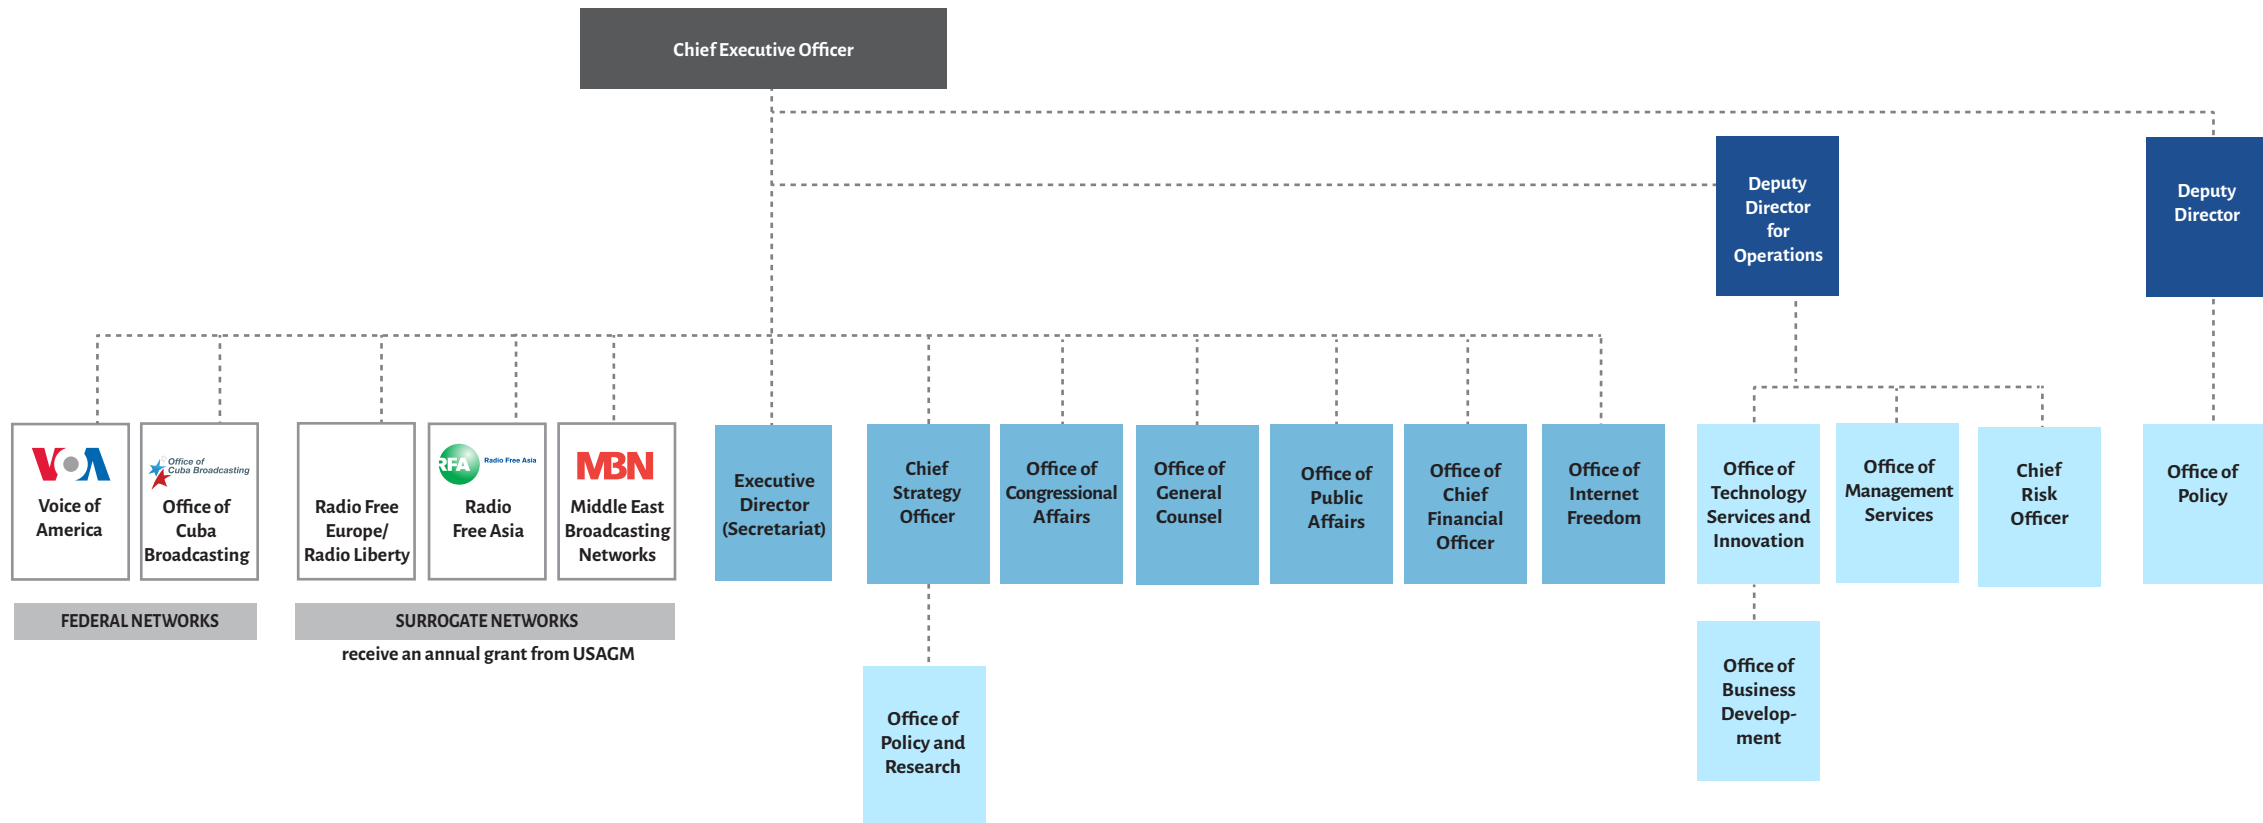 Chief Executive Officer
Deputy
Director
for
Operations
Deputy
Director
VOA
Voice of
America
Office of
Cuba Broadcasting
Office of
Cuba
Broadcasting
Radio Free
Europe/
Radio Liberty
RFA
Radio Free Asia
Radio
Free Asia
MBN
Middle East
Broadcasting
Networks
Executive
Director
(Secretariat)
Chief
Strategy
Officer
Office of
Congressional
Affairs
Office of
General
Counsel
Office of
Public
Affairs
Office of
Chief
Financial
Officer
Office of
Internet
Freedom
Office of
Technology
Services and
Innovation
Office of
Management
Services
Chief
Risk
Officer
Office of
Policy
FEDERAL NETWORKS
SURROGATE NETWORKS
receive an annual grant from USAGM
Office of
Policy and
Research
Office of
Business
Develop-
ment